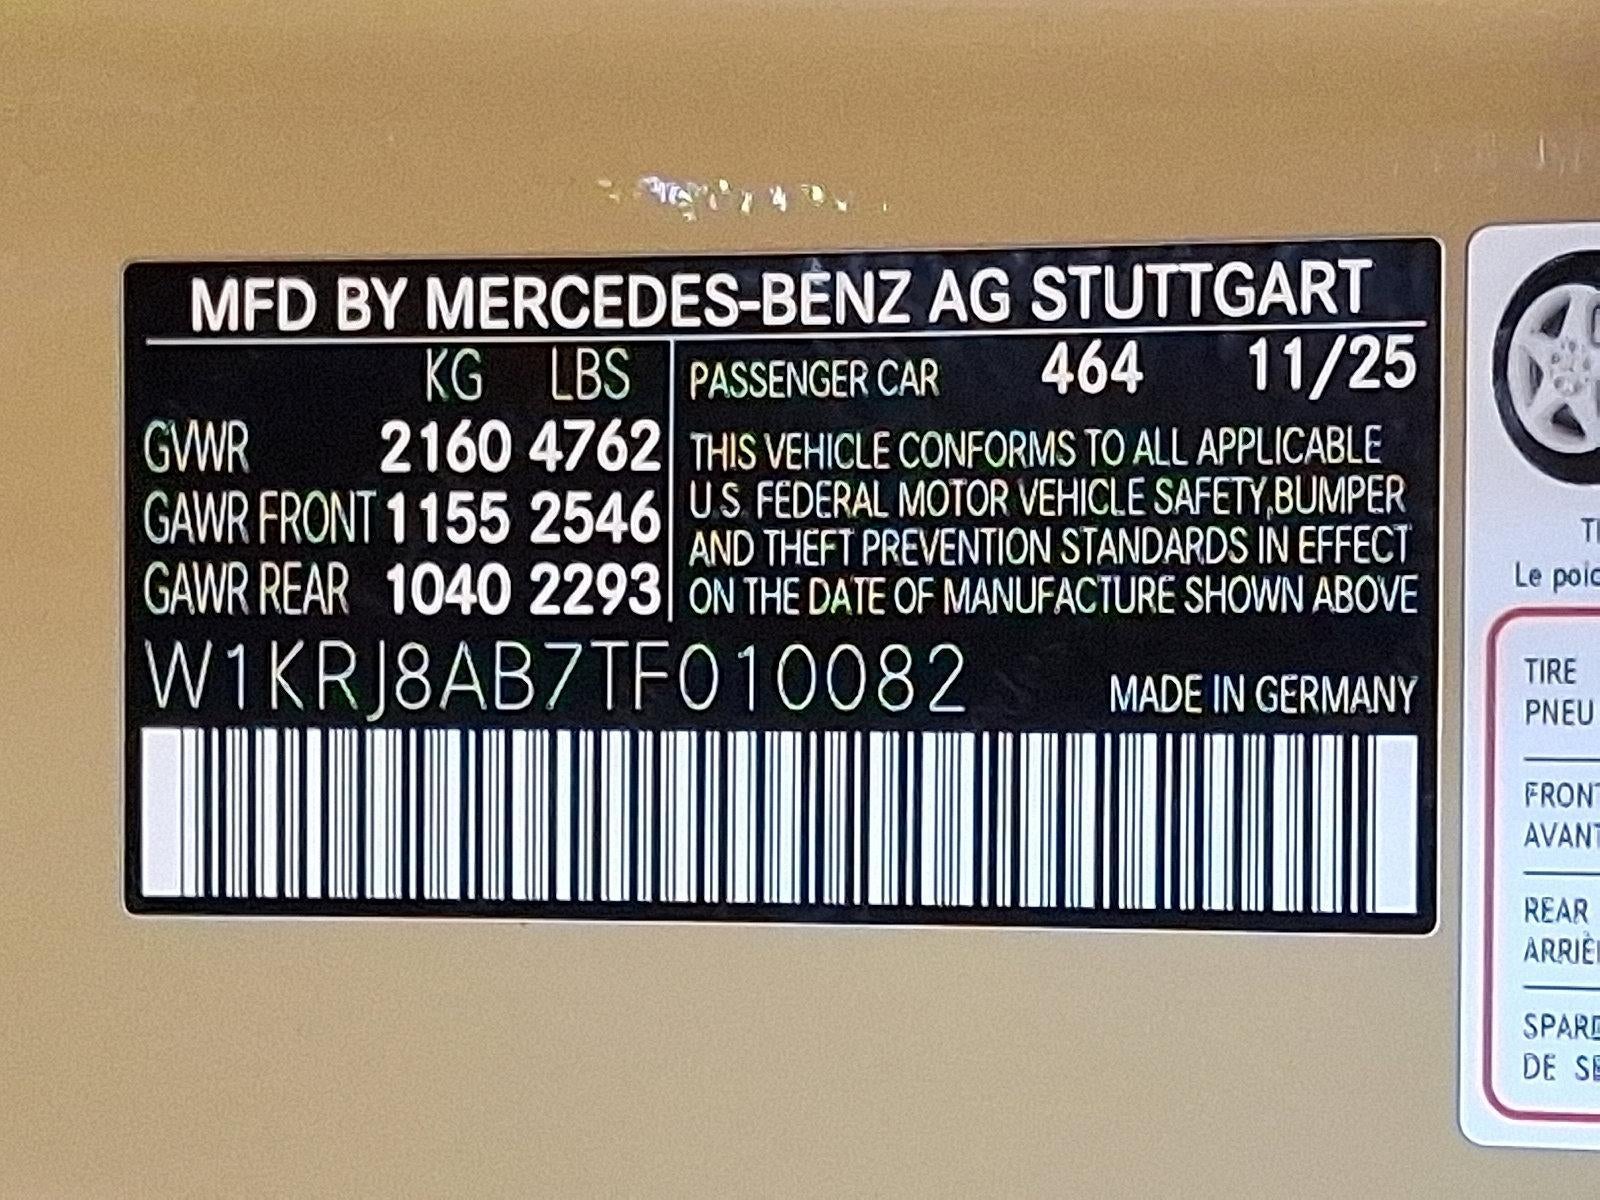 MFD BY MERCEDES-BENZ AG STUTTGART
KG LBS
GVWR 2160 4762
GAWR FRONT 1155 2546
GAWR REAR 1040 2293
PASSENGER CAR 464 11/25
THIS VEHICLE CONFORMS TO ALL APPLICABLE
U.S. FEDERAL MOTOR VEHICLE SAFETY,BUMPER
AND THEFT PREVENTION STANDARDS IN EFFECT
ON THE DATE OF MANUFACTURE SHOWN ABOVE
W1KRJ8AB7TF010082
MADE IN GERMANY
Le
TIRE
PNEU
FRONT
AVANT
REAR
DE